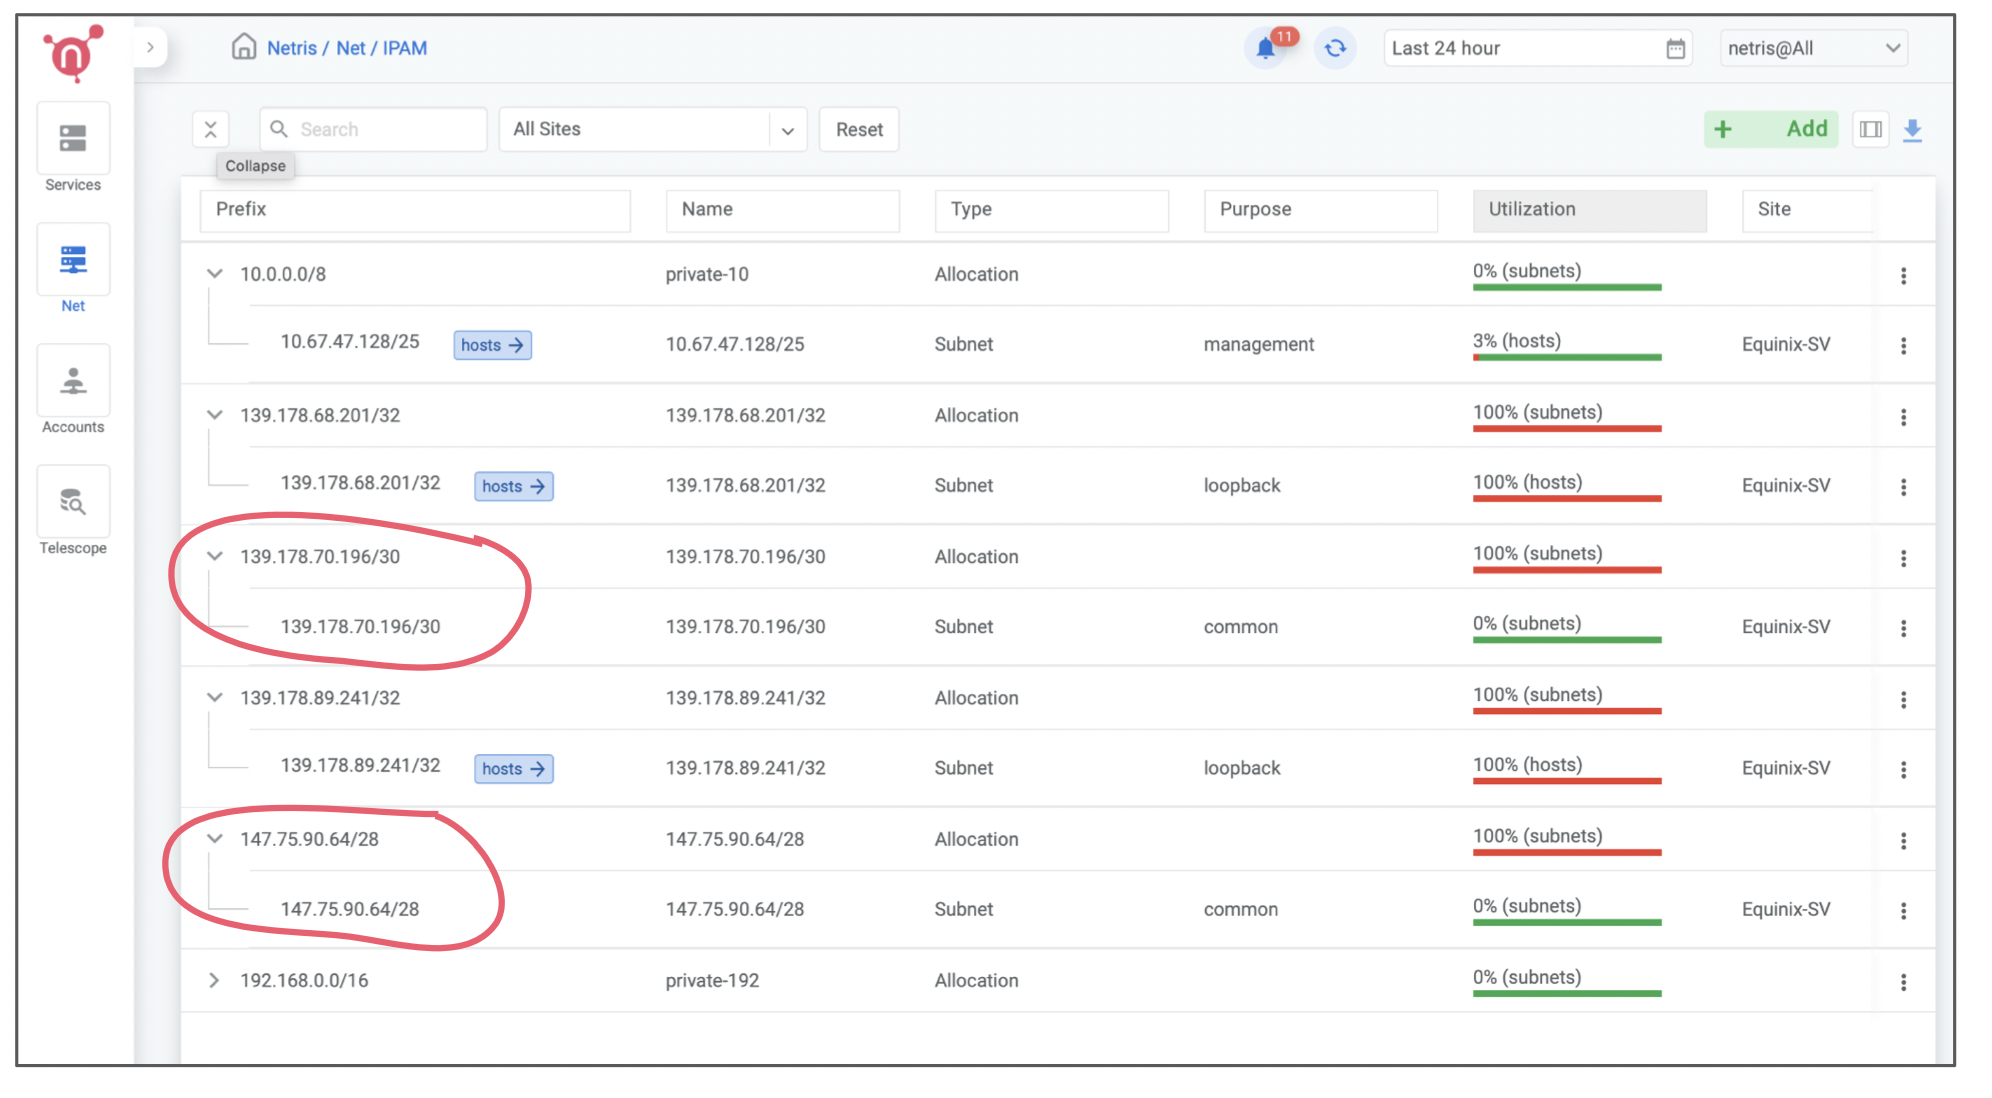 Netris / Net / IPAM
11
Last 24 hour
netris@All
Search
All Sites
Reset
+ Add
Collapse
Services
Net
Accounts
Telescope
Prefix Name Type Purpose Utilization Site
10.0.0.0/8 private-10 Allocation 0% (subnets)
10.67.47.128/25 hosts → 10.67.47.128/25 Subnet management 3% (hosts) Equinix-SV
139.178.68.201/32 139.178.68.201/32 Allocation 100% (subnets)
139.178.68.201/32 hosts → 139.178.68.201/32 Subnet loopback 100% (hosts) Equinix-SV
139.178.70.196/30 139.178.70.196/30 Allocation 100% (subnets)
139.178.70.196/30 139.178.70.196/30 Subnet common 0% (subnets) Equinix-SV
139.178.89.241/32 139.178.89.241/32 Allocation 100% (subnets)
139.178.89.241/32 hosts → 139.178.89.241/32 Subnet loopback 100% (hosts) Equinix-SV
147.75.90.64/28 147.75.90.64/28 Allocation 100% (subnets)
147.75.90.64/28 147.75.90.64/28 Subnet common 0% (subnets) Equinix-SV
192.168.0.0/16 private-192 Allocation 0% (subnets)